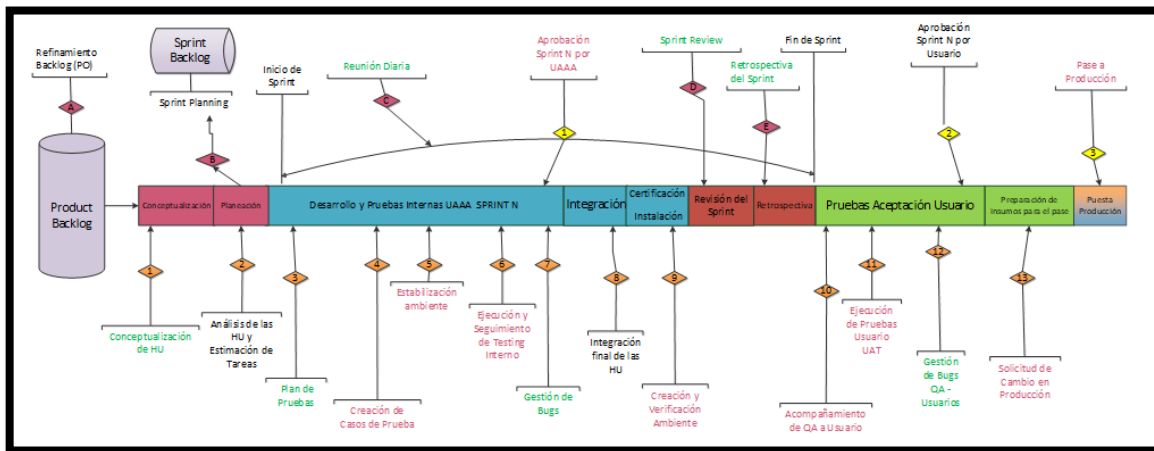 Refinamiento
Backlog (PO)
A
Product
Backlog
Sprint
Backlog
Sprint Planning
B
Inicio de
Sprint
Reunión Diaria
C
Aprobación
Sprint N por
UAAA
1
Sprint Review
D
Retrospectiva
del Sprint
E
Fin de Sprint
Aprobación
Sprint N por
Usuario
2
Pase a
Producción
3
Conceptualización
Planeación
Desarrollo y Pruebas Internas UAAA SPRINT N
Integración
Certificación
Instalación
Revisión del
Sprint
Retrospectiva
Pruebas Aceptación Usuario
Preparación de
Insumos para el pase
Puesta
Producción
1
Conceptualización
de HU
2
Análisis de las
HU y
Estimación de
Tareas
3
Plan de
Pruebas
4
Creación de
Casos de Prueba
5
Estabilización
ambiente
6
Ejecución y
Seguimiento
de Testing
Interno
7
Gestión de
Bugs
8
Integración
final de las
HU
9
Creación y
Verificación
Ambiente
10
Acompañamiento
de QA a Usuario
11
Ejecución
de Pruebas
Usuario
UAT
12
Gestión
de Bugs
QA -
Usuarios
13
Solicitud de
Cambio en
Producción